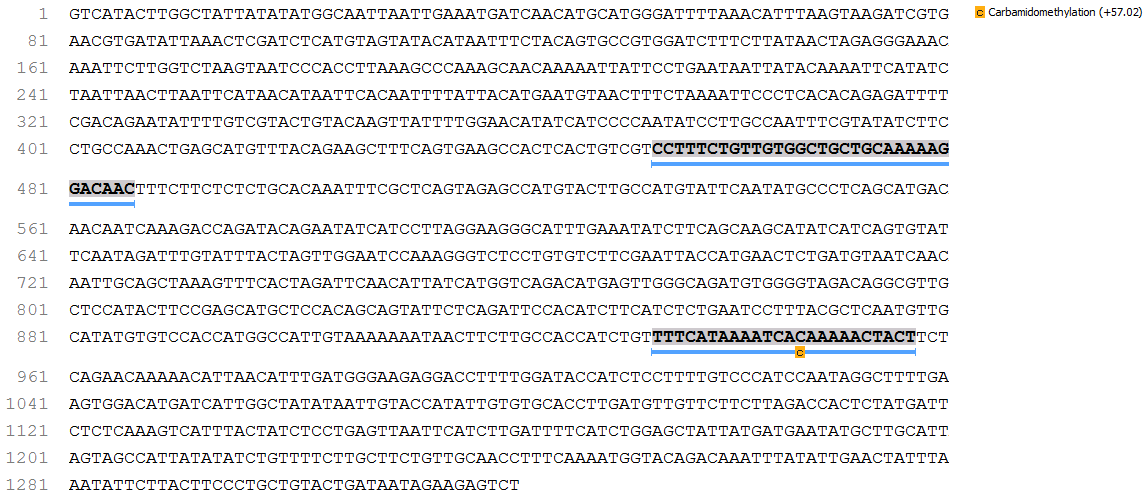 c Carbamidomethylation (+57.02)
1 GTCATACTTGGCTATTATATATGGCAATTAATTGAAATGATCAACATGCATGGGATTTTAAACATTTAAGTAAGATCGTG
81 AACGTGATATTAAACTCGATCTCATGTAGTATACATAATTTCTACAGTGCCGTGGATCTTTCTTATAACTAGAGGGAAAC
161 AAATTCTTGGTCTAAGTAATCCCACCTTAAAGCCCAAAGCAACAAAAATTATTCCTGAATAATTATACAAAATTCATATC
241 TAATTAACTTAATTCATAACATAATTCACAATTTTATTACATGAATGTAACTTTCTAAAATTCCCTCACACAGAGATTTT
321 CGACAGAATATTTTGTCGTACTGTACAAGTTATTTTGGAACATATCATCCCCAATATCCTTGCCAATTTCGTATATCTTC
401 CTGCCAAACTGAGCATGTTTACAGAAGCTTTCAGTGAAGCCACTCACTGTCGTCCTTTCTGTTGTGGCTGCTGCAAAAAG
481 GACAACTTTCTTCTCTCTGCACAAATTTCGCTCAGTAGAGCCATGTACTTGCCATGTATTCAATATGCCCTCAGCATGAC
561 AACAATCAAAGACCAGATACAGAATATCATCCTTAGGAAGGGCATTTGAAATATCTTCAGCAAGCATATCATCAGTGTAT
641 TCAATAGATTTGTATTTACTAGTTGGAATCCAAAGGGTCTCCTGTGTCTTCGAATTACCATGAACTCTGATGTAATCAAC
721 AATTGCAGCTAAAGTTTCACTAGATTCAACATTATCATGGTCAGACATGAGTTGGGCAGATGTGGGGTAGACAGGCGTTG
801 CTCCATACTTCCGAGCATGCTCCACAGCAGTATTCTCAGATTCCACATCTTCATCTCTGAATCCTTTACGCTCAATGTTG
881 CATATGTGTCCACCATGGCCATTGTAAAAAAATAACTTCTTGCCACCATCTGTTTTCATAAAATCACAAAAACTACTTCT
c
961 CAGAACAAAAACATTAACATTTGATGGGAAGAGGACCTTTTGGATACCATCTCCTTTTGTCCCATCCAATAGGCTTTTGA
1041 AGTGGACATGATCATTGGCTATATAATTGTACCATATTGTGTGCACCTTGATGTTGTTCTTCTTAGACCACTCTATGATT
1121 CTCTCAAAGTCATTTACTATCTCCTGAGTTAATTCATCTTGATTTTCATCTGGAGCTATTATGATGAATATGCTTGCATT
1201 AGTAGCCATTATATATCTGTTTTCTTGCTTCTGTTGCAACCTTTCAAAATGGTACAGACAAATTTATATTGAACTATTTA
1281 AATATTCTTACTTCCCTGCTGTACTGATAATAGAAGAGTCT